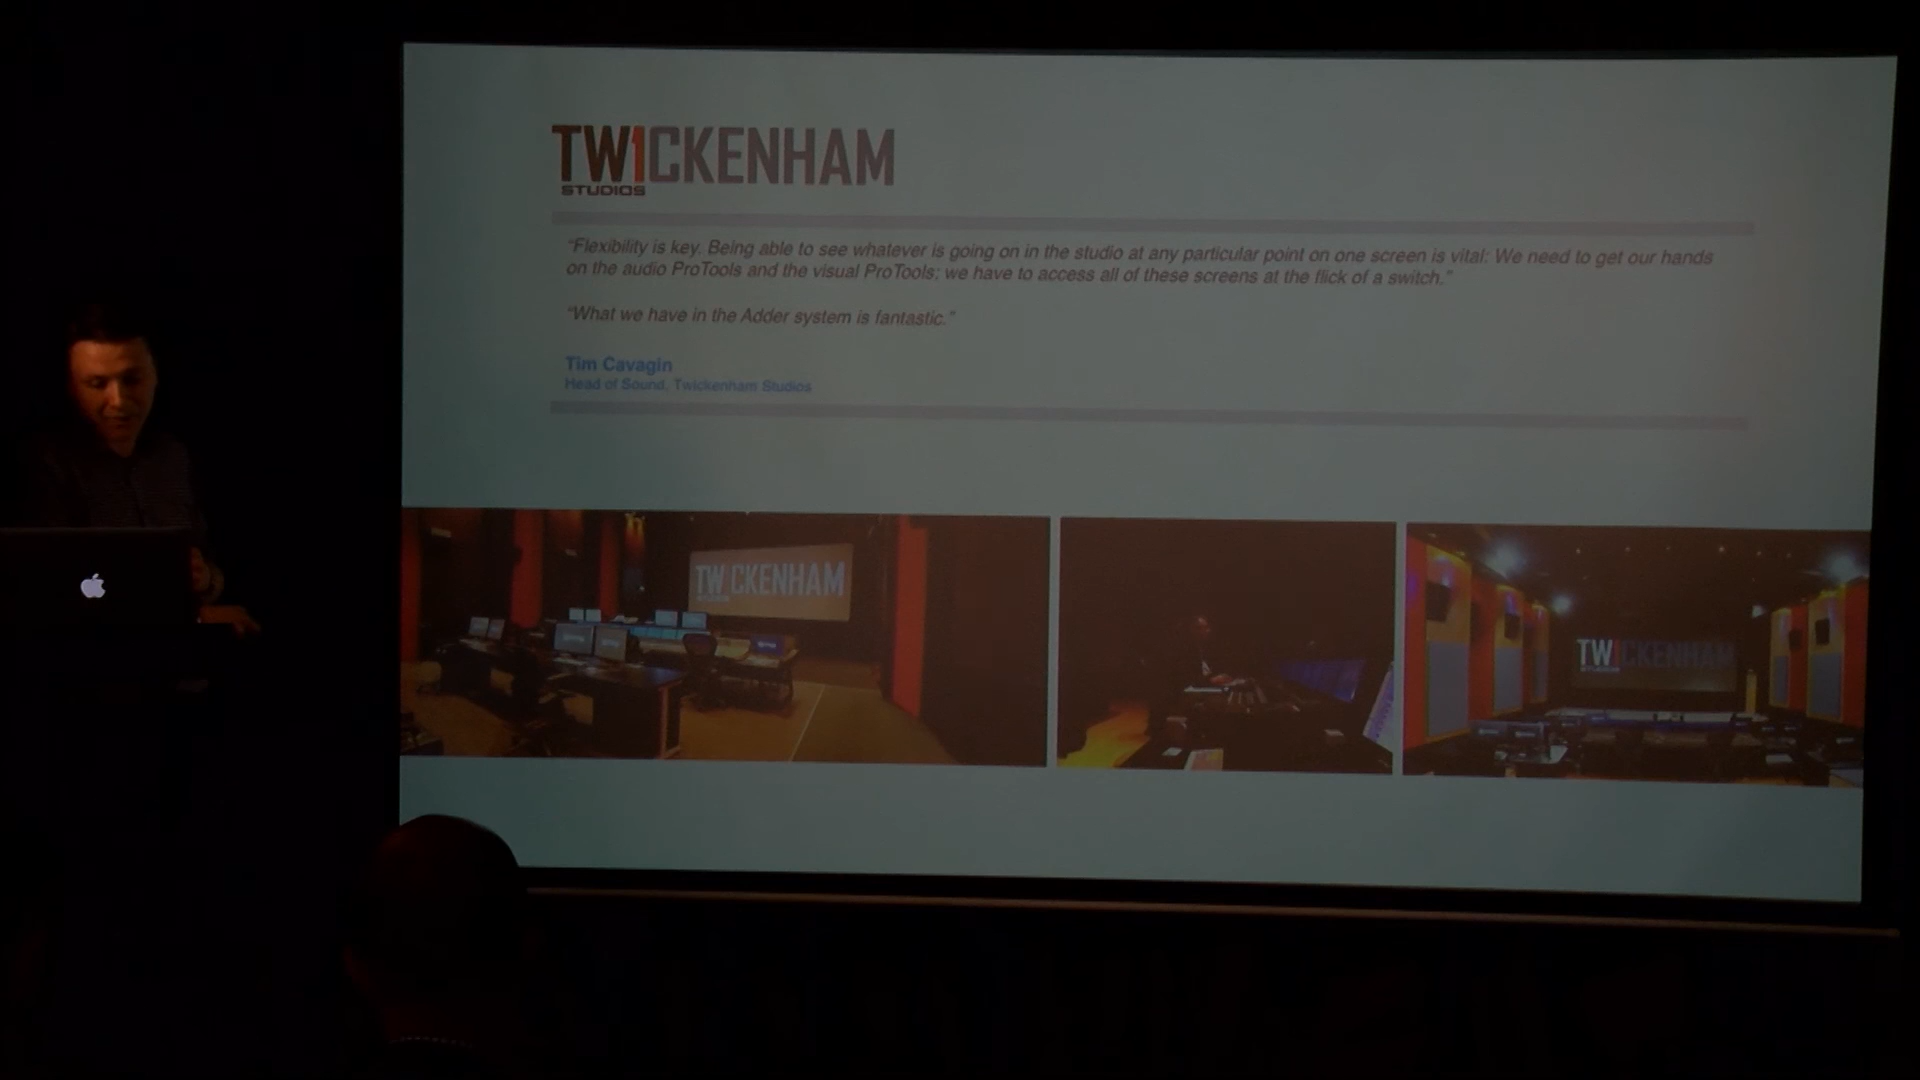 TW1CKENHAM
STUDIOS
“Flexibility is key. Being able to see whatever is going on in the studio at any particular point on one screen is vital: We need to get our hands
on the audio ProTools and the visual ProTools; we have to access all of these screens at the flick of a switch.”
“What we have in the Adder system is fantastic.”
Tim Cavagin
Head of Sound, Twickenham Studios
TW CKENHAM
TW1CKENHAM
STUDIOS